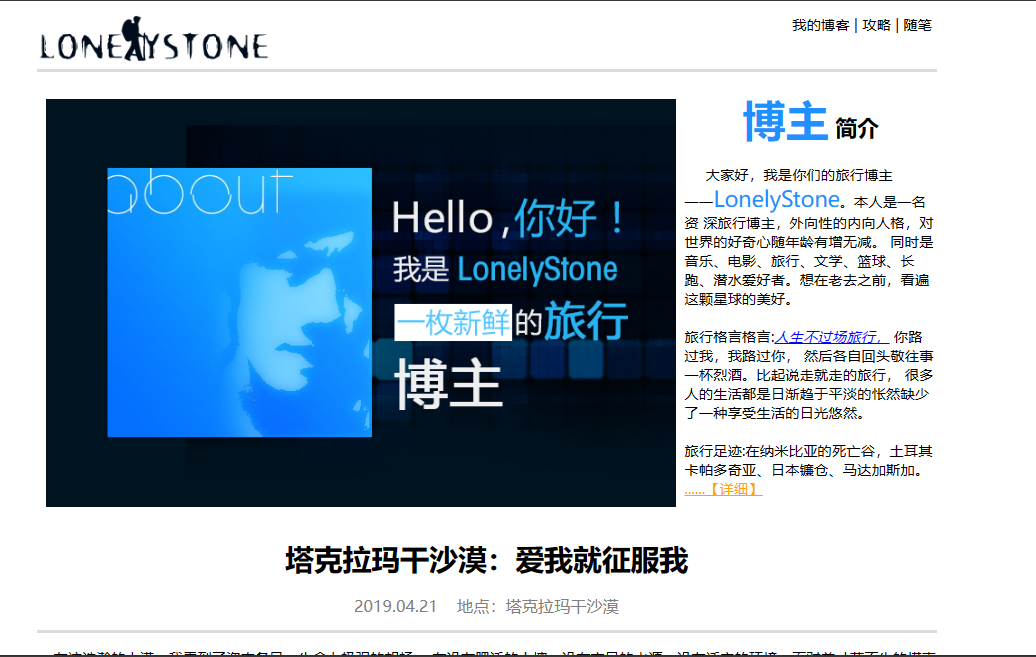 LONELYSTONE
我的博客 | 攻略 | 随笔
about
Hello ,你好！
我是 LonelyStone
一枚新鲜的旅行
博主
博主 简介
大家好，我是你们的旅行博主
——LonelyStone。本人是一名
资 深旅行博主，外向性的内向人格，对
世界的好奇心随年龄有增无减。 同时是
音乐、电影、旅行、文学、篮球、长
跑、潜水爱好者。想在老去之前，看遍
这颗星球的美好。
旅行格言格言:人生不过场旅行， 你路
过我，我路过你， 然后各自回头敬往事
一杯烈酒。比起说走就走的旅行， 很多
人的生活都是日渐趋于平淡的怅然缺少
了一种享受生活的日光悠然。
旅行足迹:在纳米比亚的死亡谷，土耳其
卡帕多奇亚、日本镰仓、马达加斯加。
......【详细】
塔克拉玛干沙漠：爱我就征服我
2019.04.21 地点：塔克拉玛干沙漠